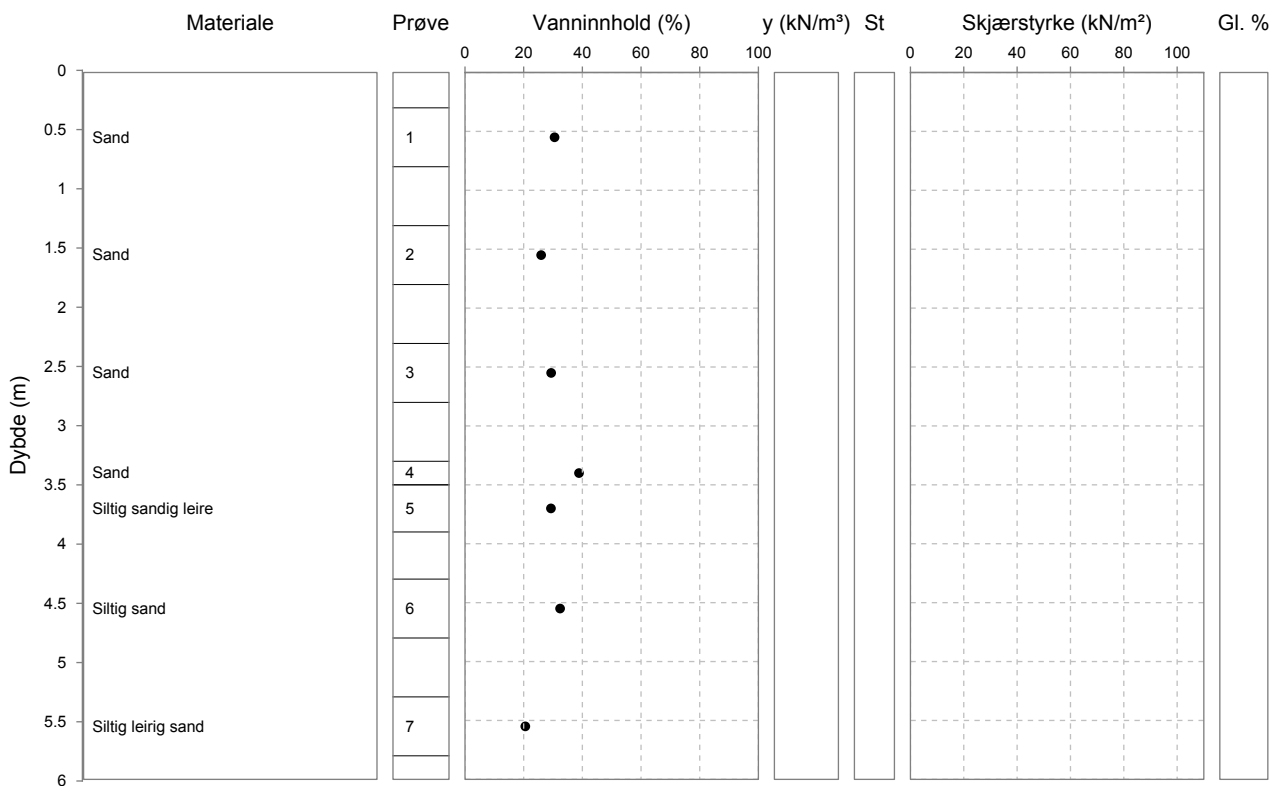 Materiale Prøve Vanninnhold (%) y (kN/m³) St Skjærstyrke (kN/m²) Gl. %
0 20 40 60 80 100 0 20 40 60 80 100
0
0.5 Sand 1
1
1.5 Sand 2
2
2.5 Sand 3
3
Sand 4
3.5
Siltig sandig leire 5
4
4.5 Siltig sand 6
5
5.5 Siltig leirig sand 7
6
Dybde (m)